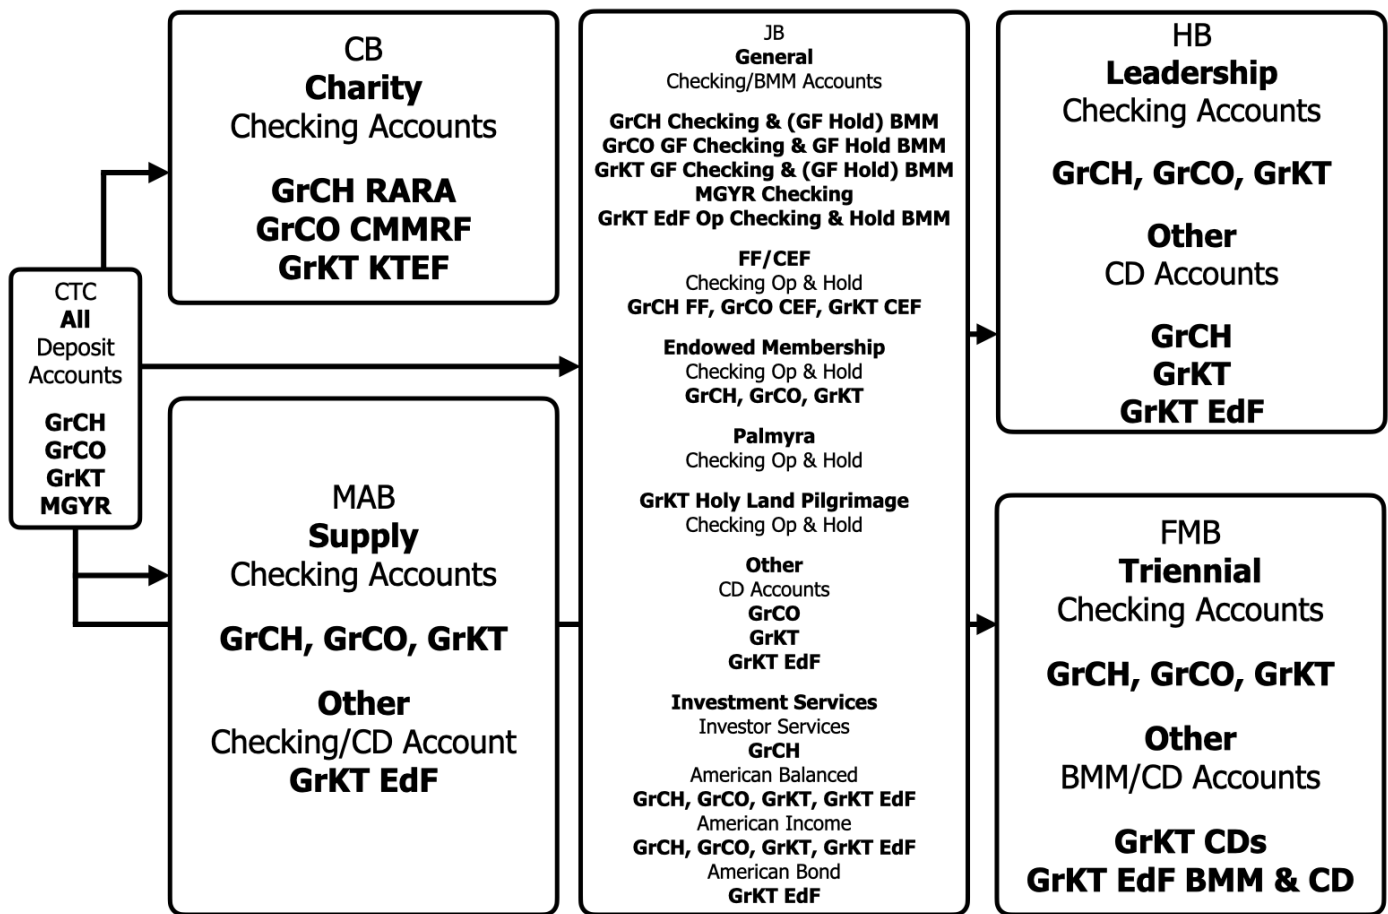 CTC
All
Deposit
Accounts
GrCH
GrCO
GrKT
MGYR
CB
Charity
Checking Accounts
GrCH RARA
GrCO CMMRF
GrKT KTEF
MAB
Supply
Checking Accounts
GrCH, GrCO, GrKT
Other
Checking/CD Account
GrKT EdF
JB
General
Checking/BMM Accounts
GrCH Checking & (GF Hold) BMM
GrCO GF Checking & GF Hold BMM
GrKT GF Checking & (GF Hold) BMM
MGYR Checking
GrKT EdF Op Checking & Hold BMM
FF/CEF
Checking Op & Hold
GrCH FF, GrCO CEF, GrKT CEF
Endowed Membership
Checking Op & Hold
GrCH, GrCO, GrKT
Palmyra
Checking Op & Hold
GrKT Holy Land Pilgrimage
Checking Op & Hold
Other
CD Accounts
GrCO
GrKT
GrKT EdF
Investment Services
Investor Services
GrCH
American Balanced
GrCH, GrCO, GrKT, GrKT EdF
American Income
GrCH, GrCO, GrKT, GrKT EdF
American Bond
GrKT EdF
HB
Leadership
Checking Accounts
GrCH, GrCO, GrKT
Other
CD Accounts
GrCH
GrKT
GrKT EdF
FMB
Triennial
Checking Accounts
GrCH, GrCO, GrKT
Other
BMM/CD Accounts
GrKT CDs
GrKT EdF BMM & CD